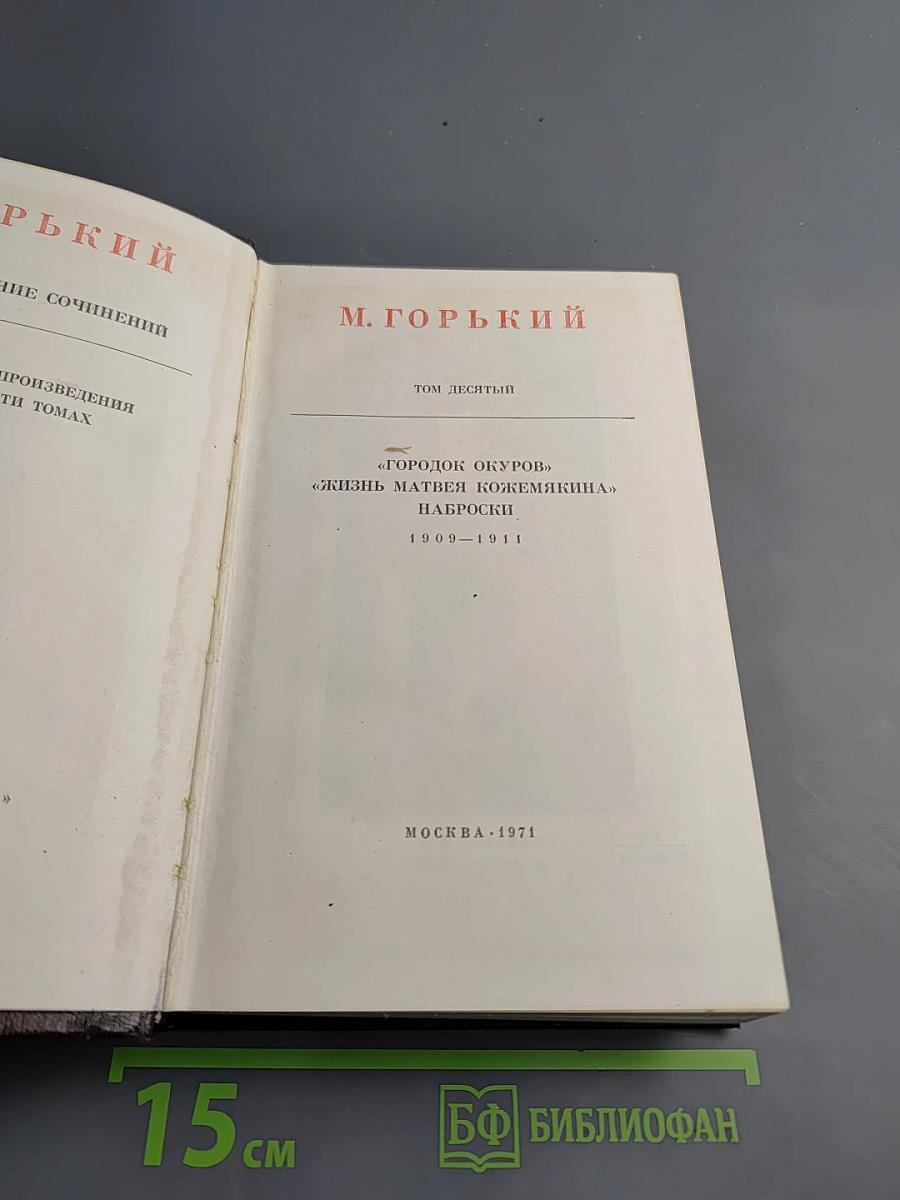 РЬКИЙ
НИЕ СОЧИНЕНИЙ
ПРОИЗВЕДЕНИЯ
ТИ ТОМАХ
»
М. ГОРЬКИЙ
ТОМ ДЕСЯТЫЙ
«ГОРОДОК ОКУРОВ»
«ЖИЗНЬ МАТВЕЯ КОЖЕМЯКИНА»
НАБРОСКИ
1909—1911
МОСКВА · 1971
15 см
БФ БИБЛИОФАН